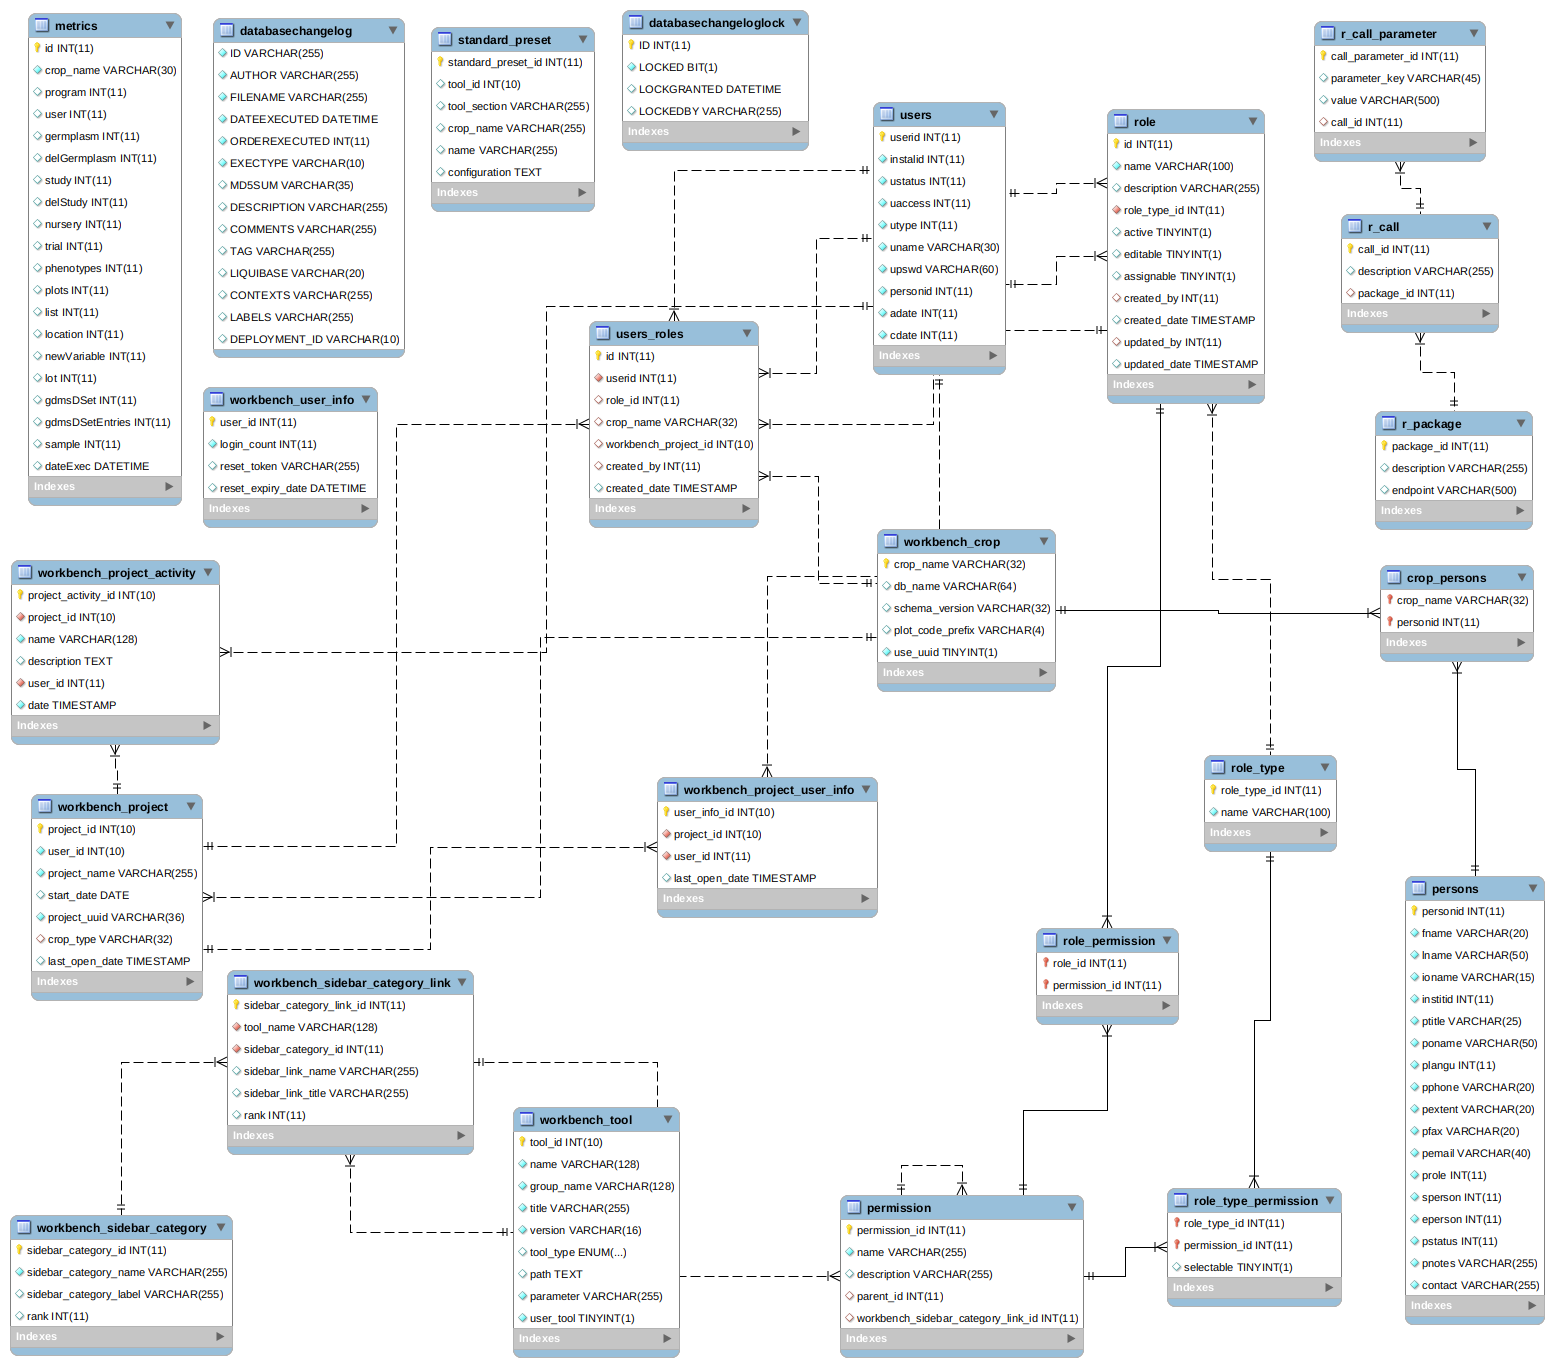 metrics
id INT(11)
crop_name VARCHAR(30)
program INT(11)
user INT(11)
germplasm INT(11)
delGermplasm INT(11)
study INT(11)
delStudy INT(11)
nursery INT(11)
trial INT(11)
phenotypes INT(11)
plots INT(11)
list INT(11)
location INT(11)
newVariable INT(11)
lot INT(11)
gdmsDSet INT(11)
gdmsDSetEntries INT(11)
sample INT(11)
dateExec DATETIME
Indexes
databasechangelog
ID VARCHAR(255)
AUTHOR VARCHAR(255)
FILENAME VARCHAR(255)
DATEEXECUTED DATETIME
ORDEREXECUTED INT(11)
EXECTYPE VARCHAR(10)
MD5SUM VARCHAR(35)
DESCRIPTION VARCHAR(255)
COMMENTS VARCHAR(255)
TAG VARCHAR(255)
LIQUIBASE VARCHAR(20)
CONTEXTS VARCHAR(255)
LABELS VARCHAR(255)
DEPLOYMENT_ID VARCHAR(10)
standard_preset
standard_preset_id INT(11)
tool_id INT(10)
tool_section VARCHAR(255)
crop_name VARCHAR(255)
name VARCHAR(255)
configuration TEXT
Indexes
databasechangeloglock
ID INT(11)
LOCKED BIT(1)
LOCKGRANTED DATETIME
LOCKEDBY VARCHAR(255)
Indexes
users
userid INT(11)
instalid INT(11)
ustatus INT(11)
uaccess INT(11)
utype INT(11)
uname VARCHAR(30)
upswd VARCHAR(60)
personid INT(11)
adate INT(11)
cdate INT(11)
Indexes
role
id INT(11)
name VARCHAR(100)
description VARCHAR(255)
role_type_id INT(11)
active TINYINT(1)
editable TINYINT(1)
assignable TINYINT(1)
created_by INT(11)
created_date TIMESTAMP
updated_by INT(11)
updated_date TIMESTAMP
Indexes
r_call_parameter
call_parameter_id INT(11)
parameter_key VARCHAR(45)
value VARCHAR(500)
call_id INT(11)
Indexes
r_call
call_id INT(11)
description VARCHAR(255)
package_id INT(11)
Indexes
r_package
package_id INT(11)
description VARCHAR(255)
endpoint VARCHAR(500)
Indexes
users_roles
id INT(11)
userid INT(11)
role_id INT(11)
crop_name VARCHAR(32)
workbench_project_id INT(10)
created_by INT(11)
created_date TIMESTAMP
Indexes
workbench_user_info
user_id INT(11)
login_count INT(11)
reset_token VARCHAR(255)
reset_expiry_date DATETIME
Indexes
workbench_crop
crop_name VARCHAR(32)
db_name VARCHAR(64)
schema_version VARCHAR(32)
plot_code_prefix VARCHAR(4)
use_uuid TINYINT(1)
Indexes
crop_persons
crop_name VARCHAR(32)
personid INT(11)
Indexes
workbench_project_activity
project_activity_id INT(10)
project_id INT(10)
name VARCHAR(128)
description TEXT
user_id INT(11)
date TIMESTAMP
Indexes
workbench_project
project_id INT(10)
user_id INT(10)
project_name VARCHAR(255)
start_date DATE
project_uuid VARCHAR(36)
crop_type VARCHAR(32)
last_open_date TIMESTAMP
Indexes
workbench_project_user_info
user_info_id INT(10)
project_id INT(10)
user_id INT(11)
last_open_date TIMESTAMP
Indexes
role_type
role_type_id INT(11)
name VARCHAR(100)
Indexes
persons
personid INT(11)
fname VARCHAR(20)
lname VARCHAR(50)
ioname VARCHAR(15)
institid INT(11)
ptitle VARCHAR(25)
poname VARCHAR(50)
plangu INT(11)
pphone VARCHAR(20)
pextent VARCHAR(20)
pfax VARCHAR(20)
pemail VARCHAR(40)
prole INT(11)
sperson INT(11)
eperson INT(11)
pstatus INT(11)
pnotes VARCHAR(255)
contact VARCHAR(255)
Indexes
role_permission
role_id INT(11)
permission_id INT(11)
Indexes
workbench_sidebar_category_link
sidebar_category_link_id INT(11)
tool_name VARCHAR(128)
sidebar_category_id INT(11)
sidebar_link_name VARCHAR(255)
sidebar_link_title VARCHAR(255)
rank INT(11)
Indexes
workbench_tool
tool_id INT(10)
name VARCHAR(128)
group_name VARCHAR(128)
title VARCHAR(255)
version VARCHAR(16)
tool_type ENUM(...)
path TEXT
parameter VARCHAR(255)
user_tool TINYINT(1)
Indexes
workbench_sidebar_category
sidebar_category_id INT(11)
sidebar_category_name VARCHAR(255)
sidebar_category_label VARCHAR(255)
rank INT(11)
Indexes
permission
permission_id INT(11)
name VARCHAR(255)
description VARCHAR(255)
parent_id INT(11)
workbench_sidebar_category_link_id INT(11)
Indexes
role_type_permission
role_type_id INT(11)
permission_id INT(11)
selectable TINYINT(1)
Indexes